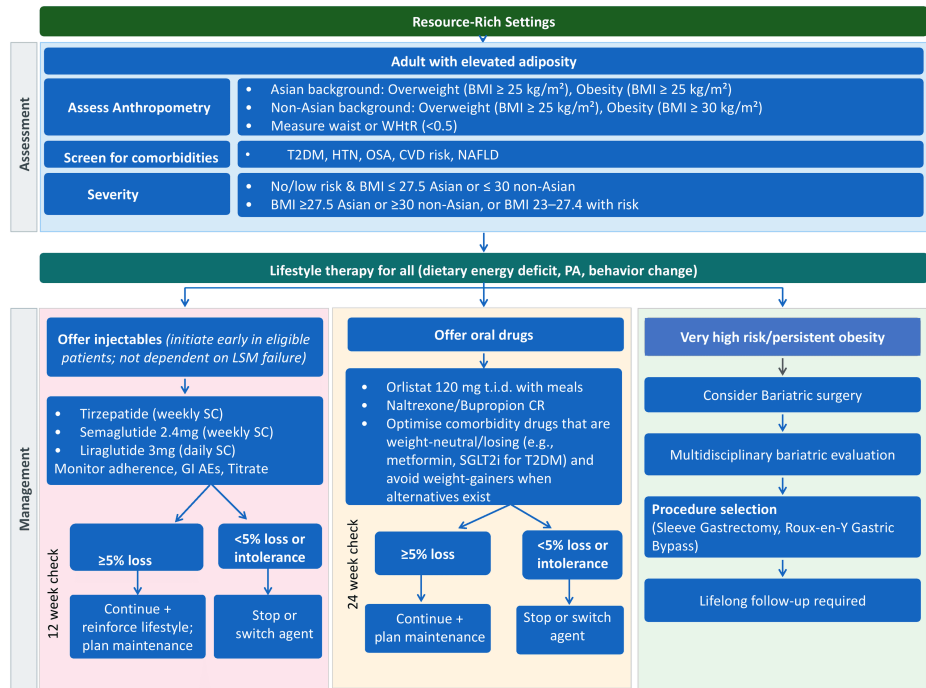 Resource-Rich Settings
Assessment
Adult with elevated adiposity
Assess Anthropometry
• Asian background: Overweight (BMI ≥ 25 kg/m²), Obesity (BMI ≥ 25 kg/m²)
• Non-Asian background: Overweight (BMI ≥ 25 kg/m²), Obesity (BMI ≥ 30 kg/m²)
• Measure waist or WHtR (<0.5)
Screen for comorbidities
• T2DM, HTN, OSA, CVD risk, NAFLD
Severity
• No/low risk & BMI ≤ 27.5 Asian or ≤ 30 non-Asian
• BMI ≥27.5 Asian or ≥30 non-Asian, or BMI 23–27.4 with risk
Lifestyle therapy for all (dietary energy deficit, PA, behavior change)
Management
Offer injectables (initiate early in eligible
patients; not dependent on LSM failure)
• Tirzepatide (weekly SC)
• Semaglutide 2.4mg (weekly SC)
• Liraglutide 3mg (daily SC)
Monitor adherence, GI AEs, Titrate
12 week check
≥5% loss
<5% loss or
intolerance
Continue +
reinforce lifestyle;
plan maintenance
Stop or
switch agent
Offer oral drugs
• Orlistat 120 mg t.i.d. with meals
• Naltrexone/Bupropion CR
• Optimise comorbidity drugs that are
weight-neutral/losing (e.g.,
metformin, SGLT2i for T2DM) and
avoid weight-gainers when
alternatives exist
24 week check
≥5% loss
<5% loss or
intolerance
Continue +
plan maintenance
Stop or switch
agent
Very high risk/persistent obesity
Consider Bariatric surgery
Multidisciplinary bariatric evaluation
Procedure selection
(Sleeve Gastrectomy, Roux-en-Y Gastric
Bypass)
Lifelong follow-up required